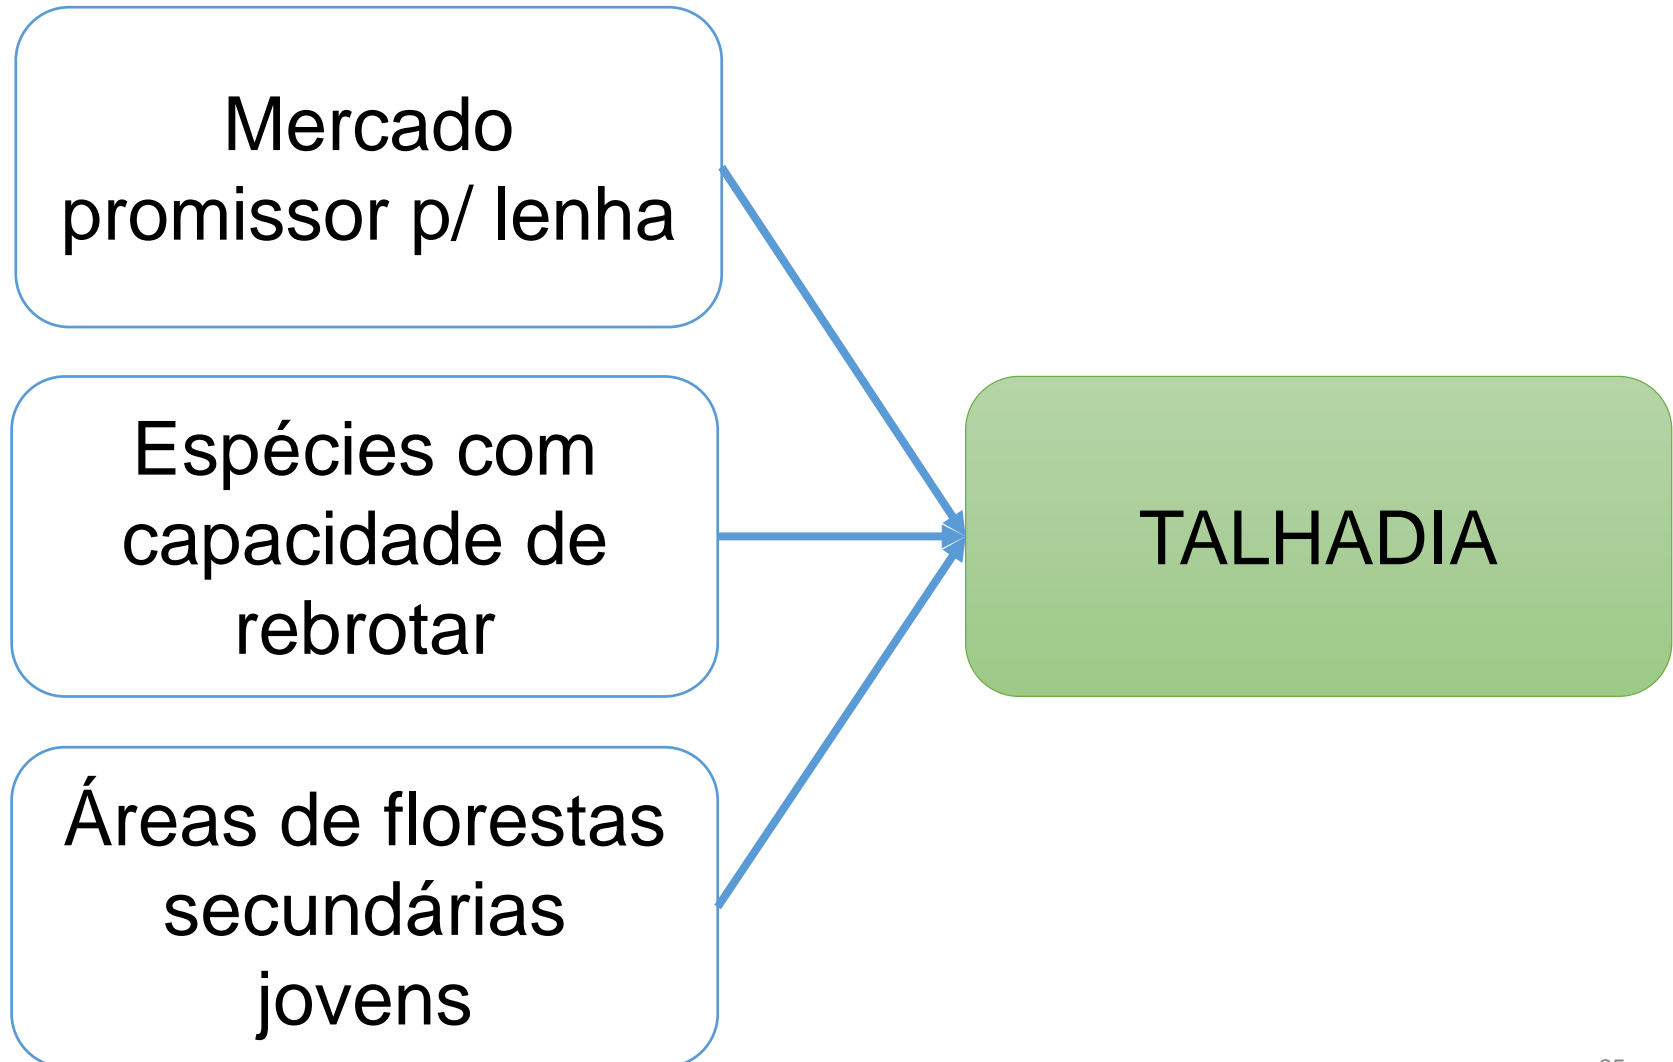 Mercado
promissor p/ lenha
Espécies com
capacidade de
rebrotar
TALHADIA
Áreas de florestas
secundárias
jovens